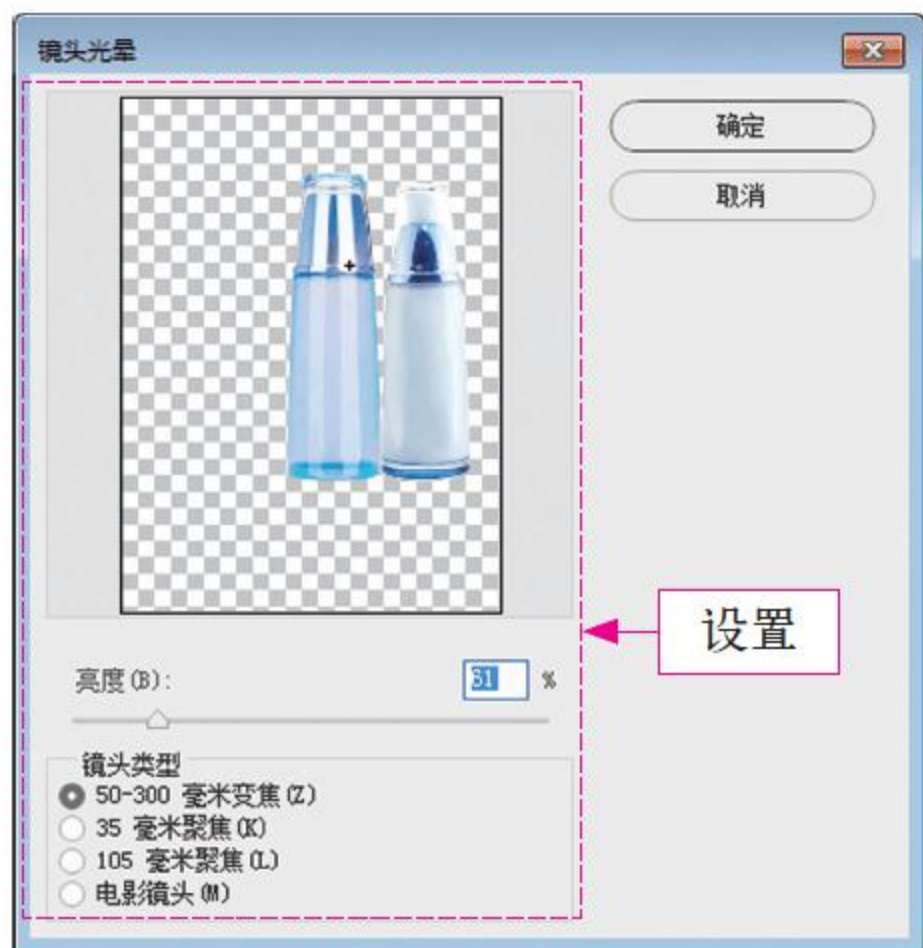 镜头光晕
确定
取消
设置
亮度(B):
61 %
镜头类型
50-300 毫米变焦(Z)
35 毫米聚焦(K)
105 毫米聚焦(L)
电影镜头(M)